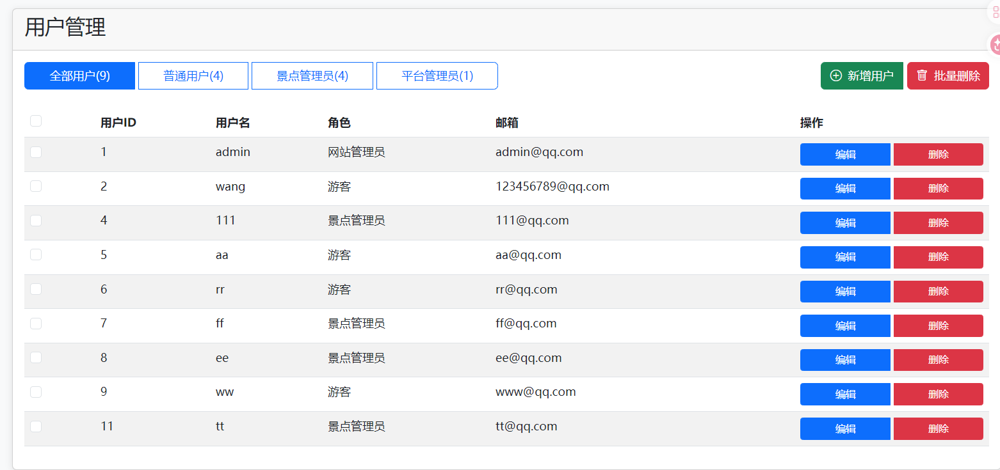 用户管理
全部用户(9) 普通用户(4) 景点管理员(4) 平台管理员(1) 新增用户 批量删除
用户ID 用户名 角色 邮箱 操作
1 admin 网站管理员 admin@qq.com 编辑 删除
2 wang 游客 123456789@qq.com 编辑 删除
4 111 景点管理员 111@qq.com 编辑 删除
5 aa 游客 aa@qq.com 编辑 删除
6 rr 游客 rr@qq.com 编辑 删除
7 ff 景点管理员 ff@qq.com 编辑 删除
8 ee 景点管理员 ee@qq.com 编辑 删除
9 ww 游客 www@qq.com 编辑 删除
11 tt 景点管理员 tt@qq.com 编辑 删除